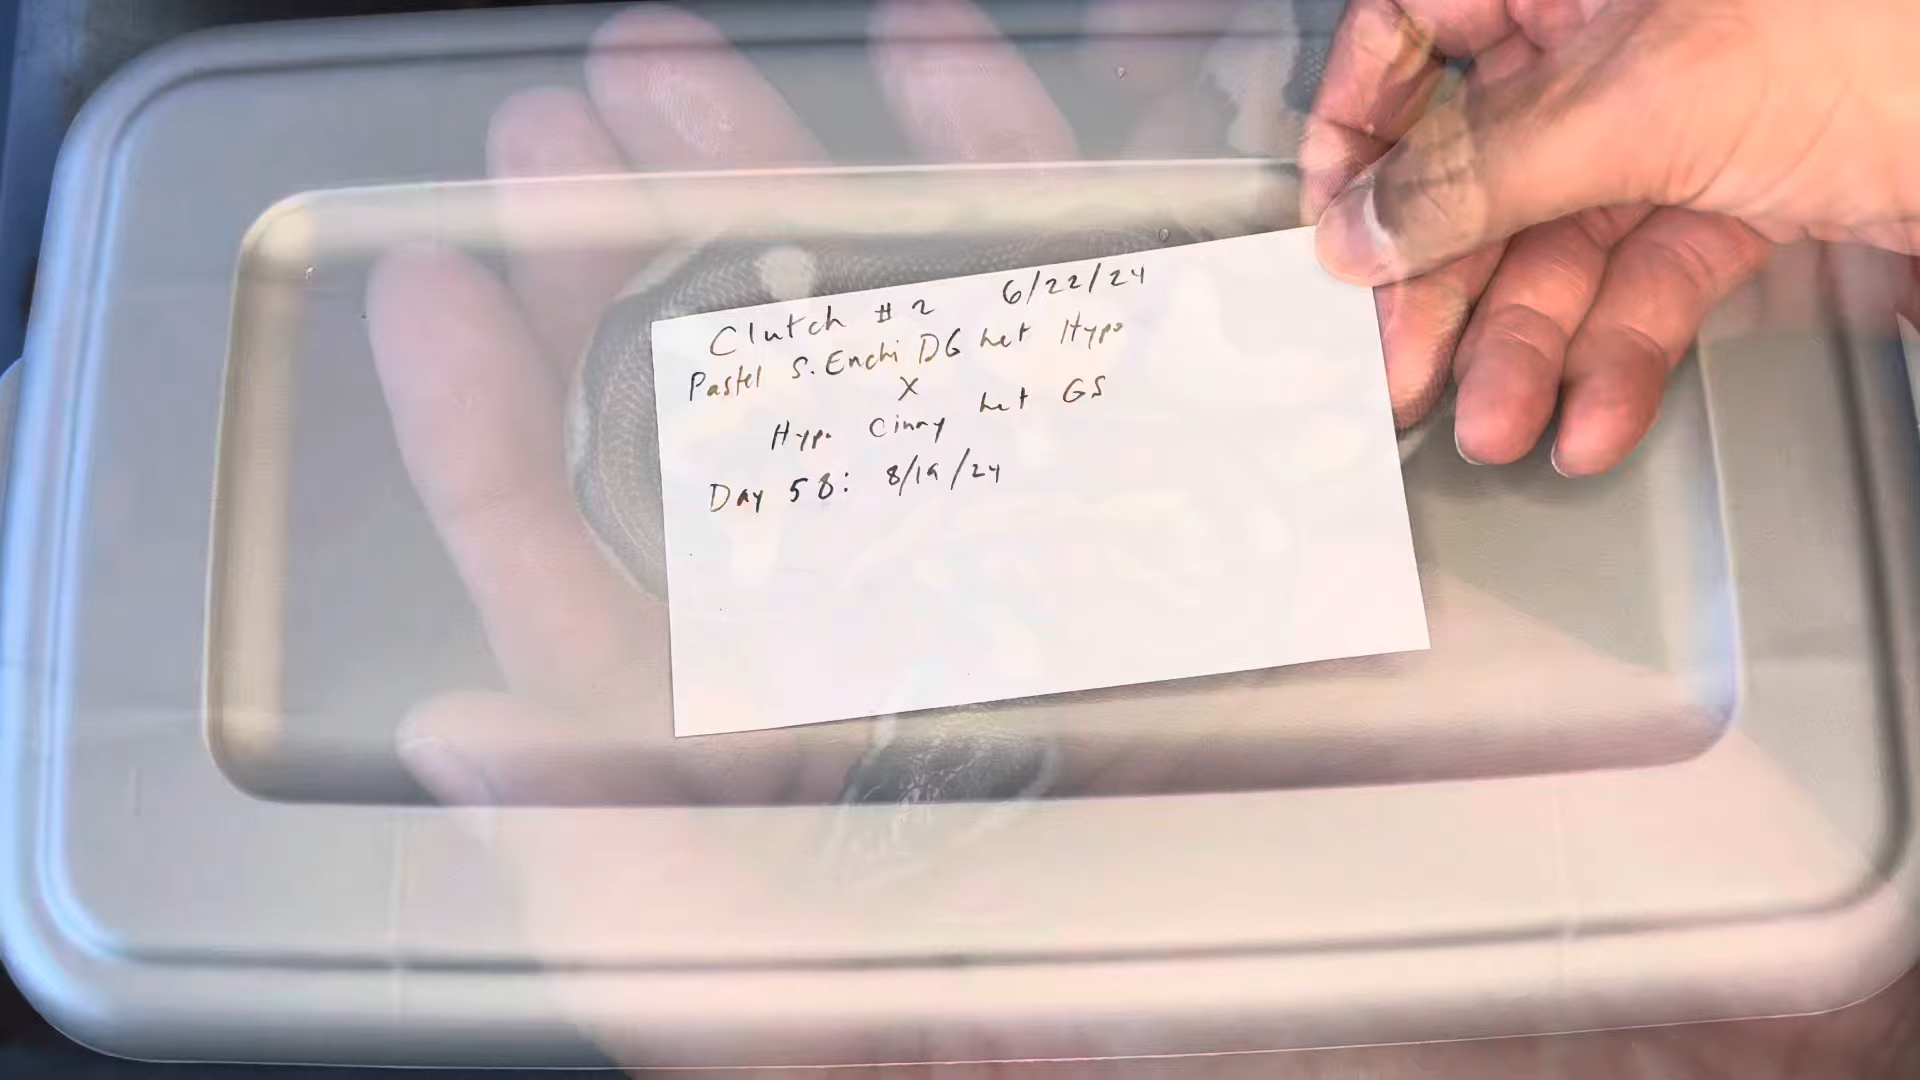 Clutch #2 6/22/24
Pastel S. Enchi DG het Hypo
X
Hypo Cinny het GS
Day 58: 8/19/24